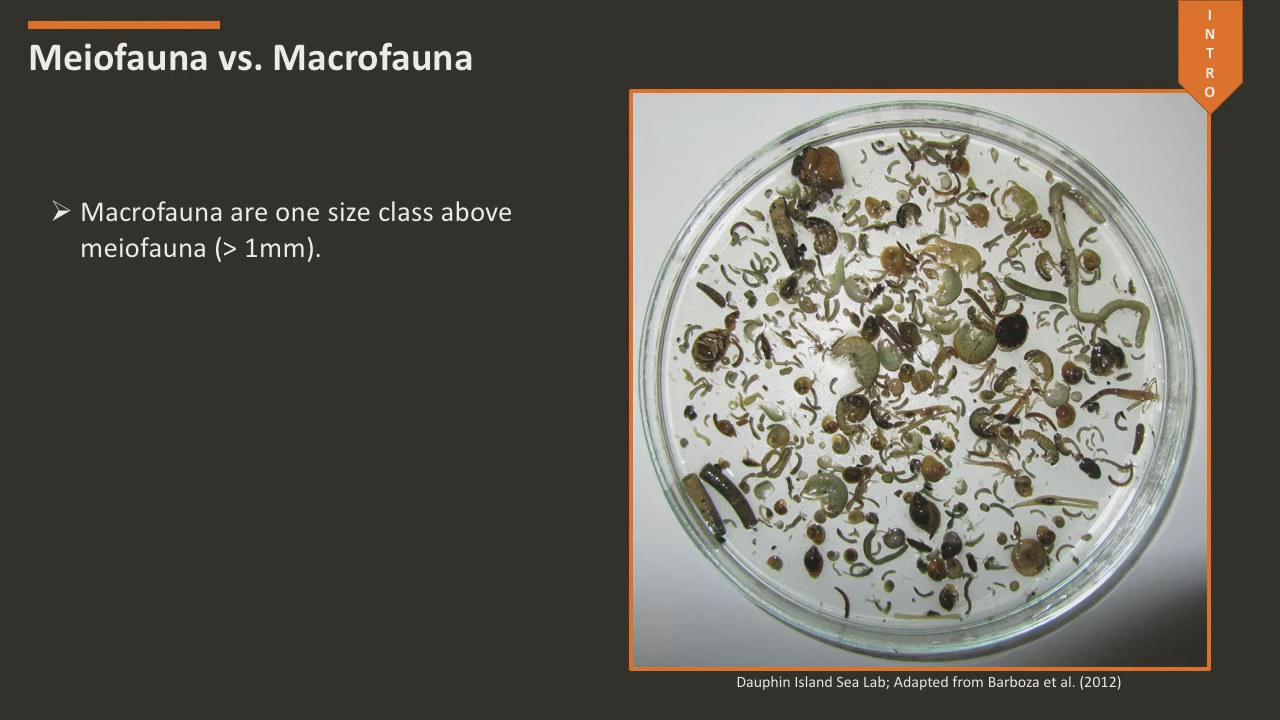 Meiofauna vs. Macrofauna
I
N
T
R
O
➢ Macrofauna are one size class above
meiofauna (> 1mm).
Dauphin Island Sea Lab; Adapted from Barboza et al. (2012)